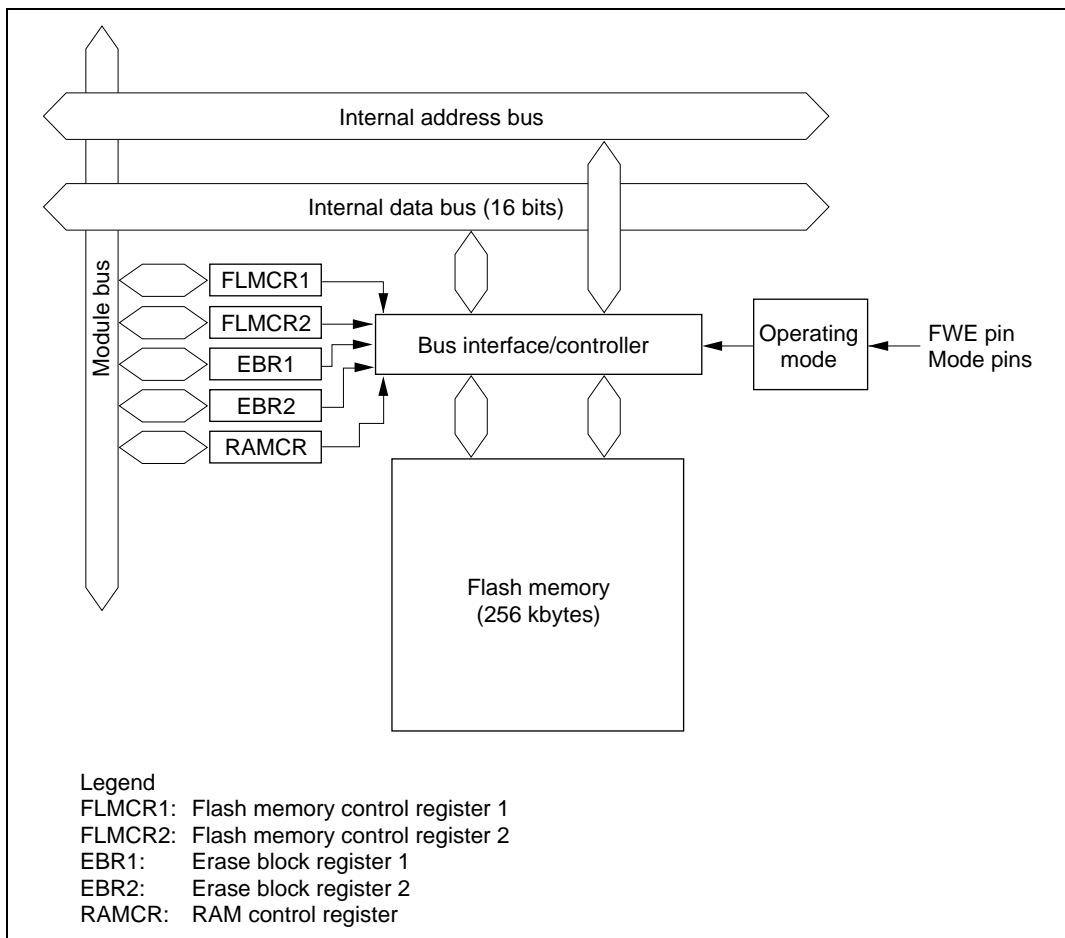 Internal address bus
Internal data bus (16 bits)
Module bus
FLMCR1
FLMCR2
EBR1
EBR2
RAMCR
Bus interface/controller
Operating
mode
FWE pin
Mode pins
Flash memory
(256 kbytes)
Legend
FLMCR1: Flash memory control register 1
FLMCR2: Flash memory control register 2
EBR1: Erase block register 1
EBR2: Erase block register 2
RAMCR: RAM control register